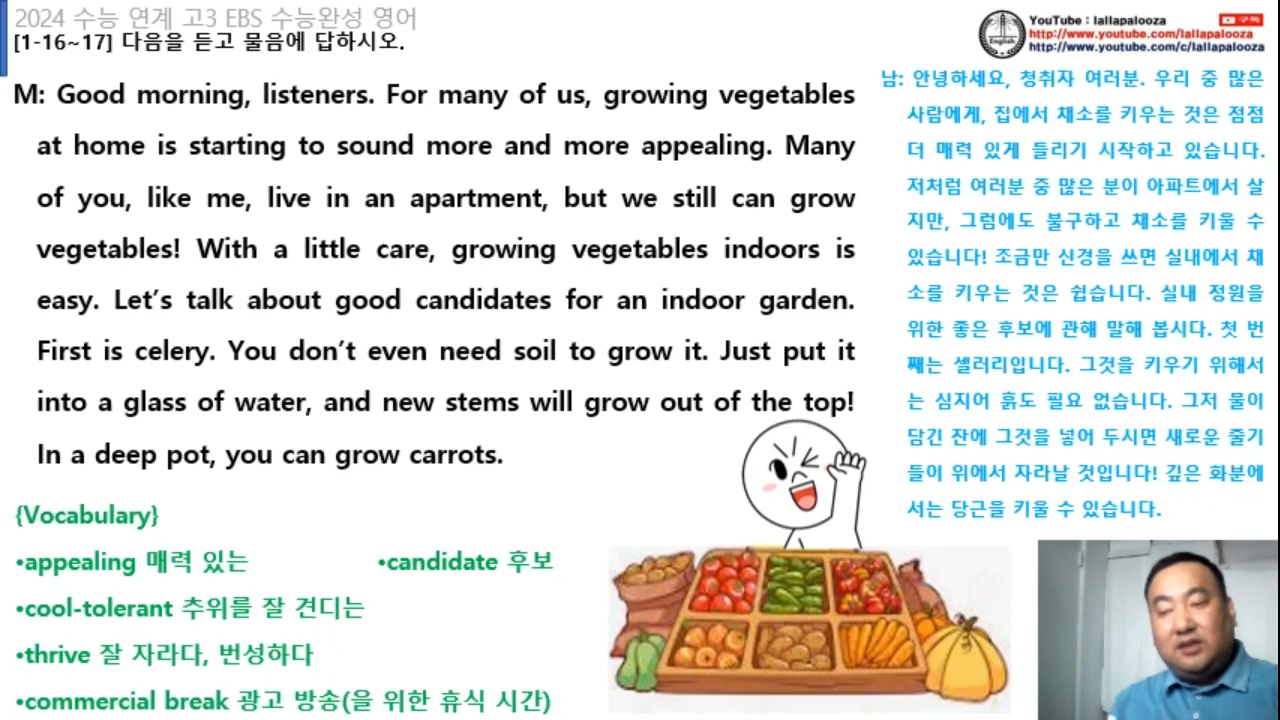 2024 수능 연계 고3 EBS 수능완성 영어
[1-16~17] 다음을 듣고 물음에 답하시오.
YouTube : lallapalooza
구독
http://www.youtube.com/lallapalooza
http://www.youtube.com/c/lallapalooza
English
M: Good morning, listeners. For many of us, growing vegetables
at home is starting to sound more and more appealing. Many
of you, like me, live in an apartment, but we still can grow
vegetables! With a little care, growing vegetables indoors is
easy. Let’s talk about good candidates for an indoor garden.
First is celery. You don’t even need soil to grow it. Just put it
into a glass of water, and new stems will grow out of the top!
In a deep pot, you can grow carrots.
남: 안녕하세요, 청취자 여러분. 우리 중 많은
사람에게, 집에서 채소를 키우는 것은 점점
더 매력 있게 들리기 시작하고 있습니다.
저처럼 여러분 중 많은 분이 아파트에서 살
지만, 그럼에도 불구하고 채소를 키울 수
있습니다! 조금만 신경을 쓰면 실내에서 채
소를 키우는 것은 쉽습니다. 실내 정원을
위한 좋은 후보에 관해 말해 봅시다. 첫 번
째는 셀러리입니다. 그것을 키우기 위해서
는 심지어 흙도 필요 없습니다. 그저 물이
담긴 잔에 그것을 넣어 두시면 새로운 줄기
들이 위에서 자라날 것입니다! 깊은 화분에
서는 당근을 키울 수 있습니다.
{Vocabulary}
•appealing 매력 있는 •candidate 후보
•cool-tolerant 추위를 잘 견디는
•thrive 잘 자라다, 번성하다
•commercial break 광고 방송(을 위한 휴식 시간)